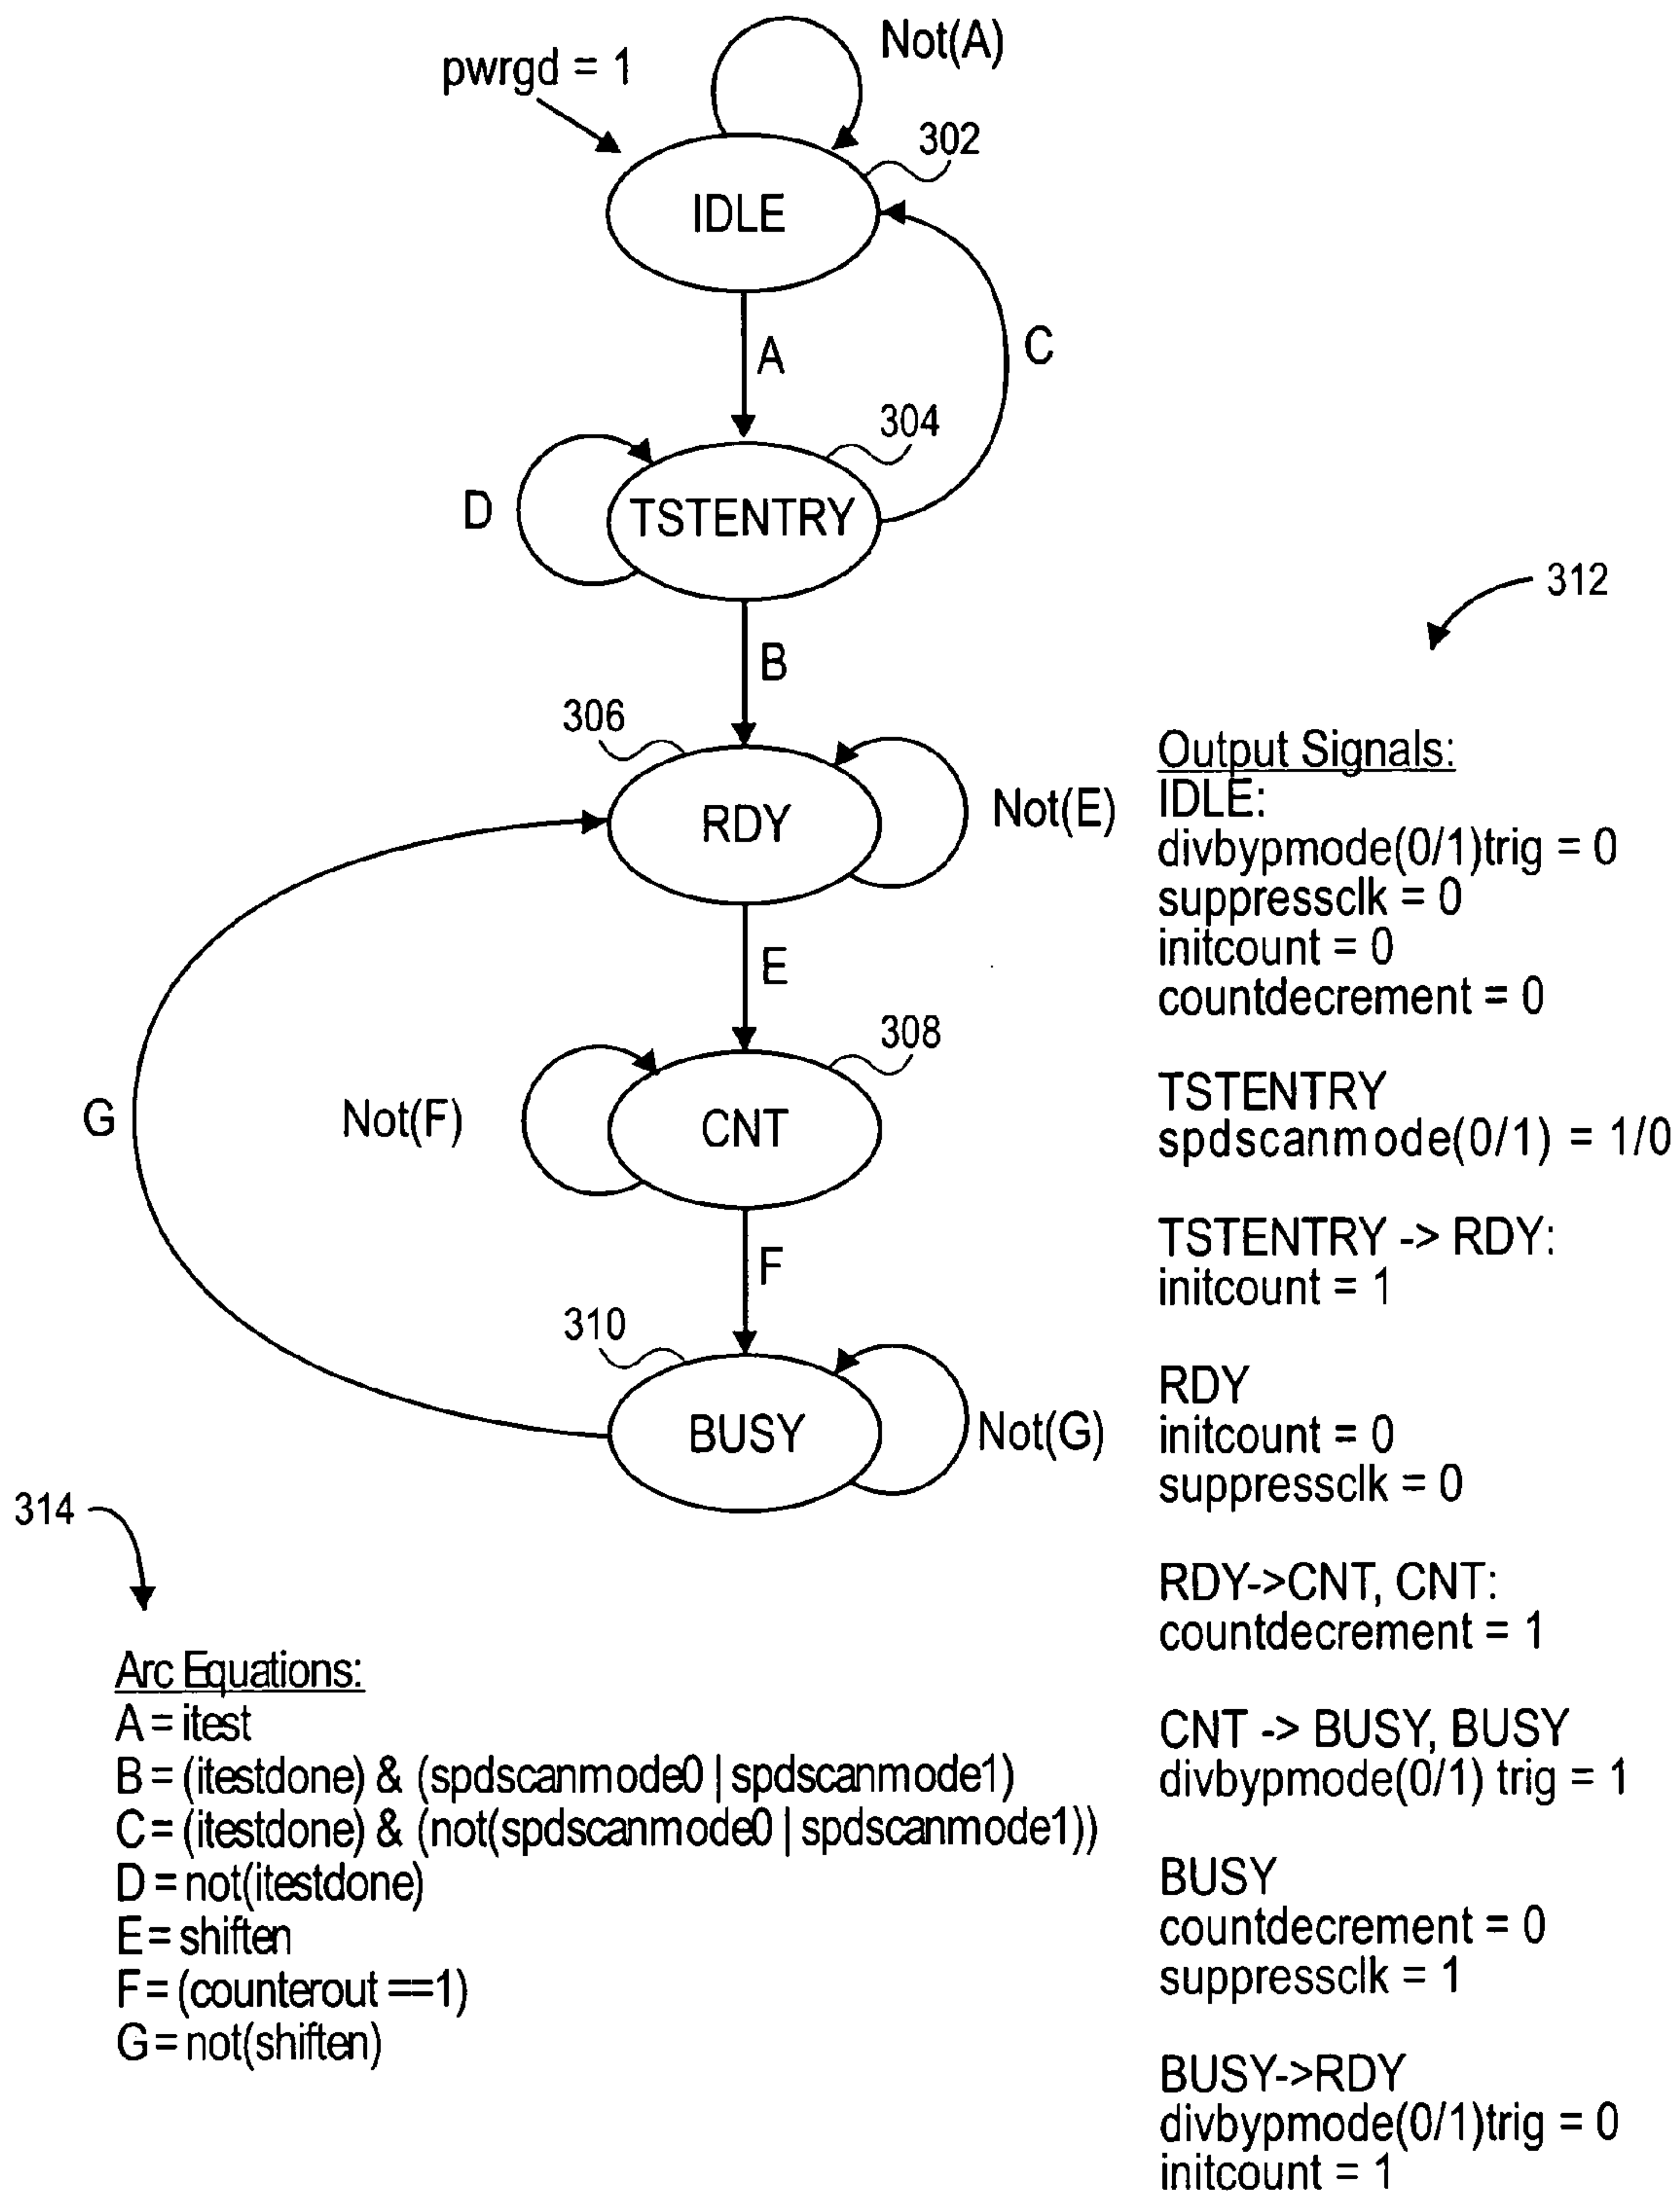 Not(A)
pwrgd = 1
302
IDLE
A
C
304
D
TSTENTRY
312
B
306
RDY
Not(E)
E
308
G
Not(F)
CNT
F
310
BUSY
Not(G)
314
Arc Equations:
A = itest
B = (itestdone) & (spdscanmode0 | spdscanmode1)
C = (itestdone) & (not(spdscanmode0 | spdscanmode1))
D = not(itestdone)
E = shiften
F = (counterout ==1)
G = not(shiften)
Output Signals:
IDLE:
divbypmode(0/1)trig = 0
suppressclk = 0
initcount = 0
countdecrement = 0
TSTENTRY
spdscanmode(0/1) = 1/0
TSTENTRY -> RDY:
initcount = 1
RDY
initcount = 0
suppressclk = 0
RDY->CNT, CNT:
countdecrement = 1
CNT -> BUSY, BUSY
divbypmode(0/1) trig = 1
BUSY
countdecrement = 0
suppressclk = 1
BUSY->RDY
divbypmode(0/1)trig = 0
initcount = 1